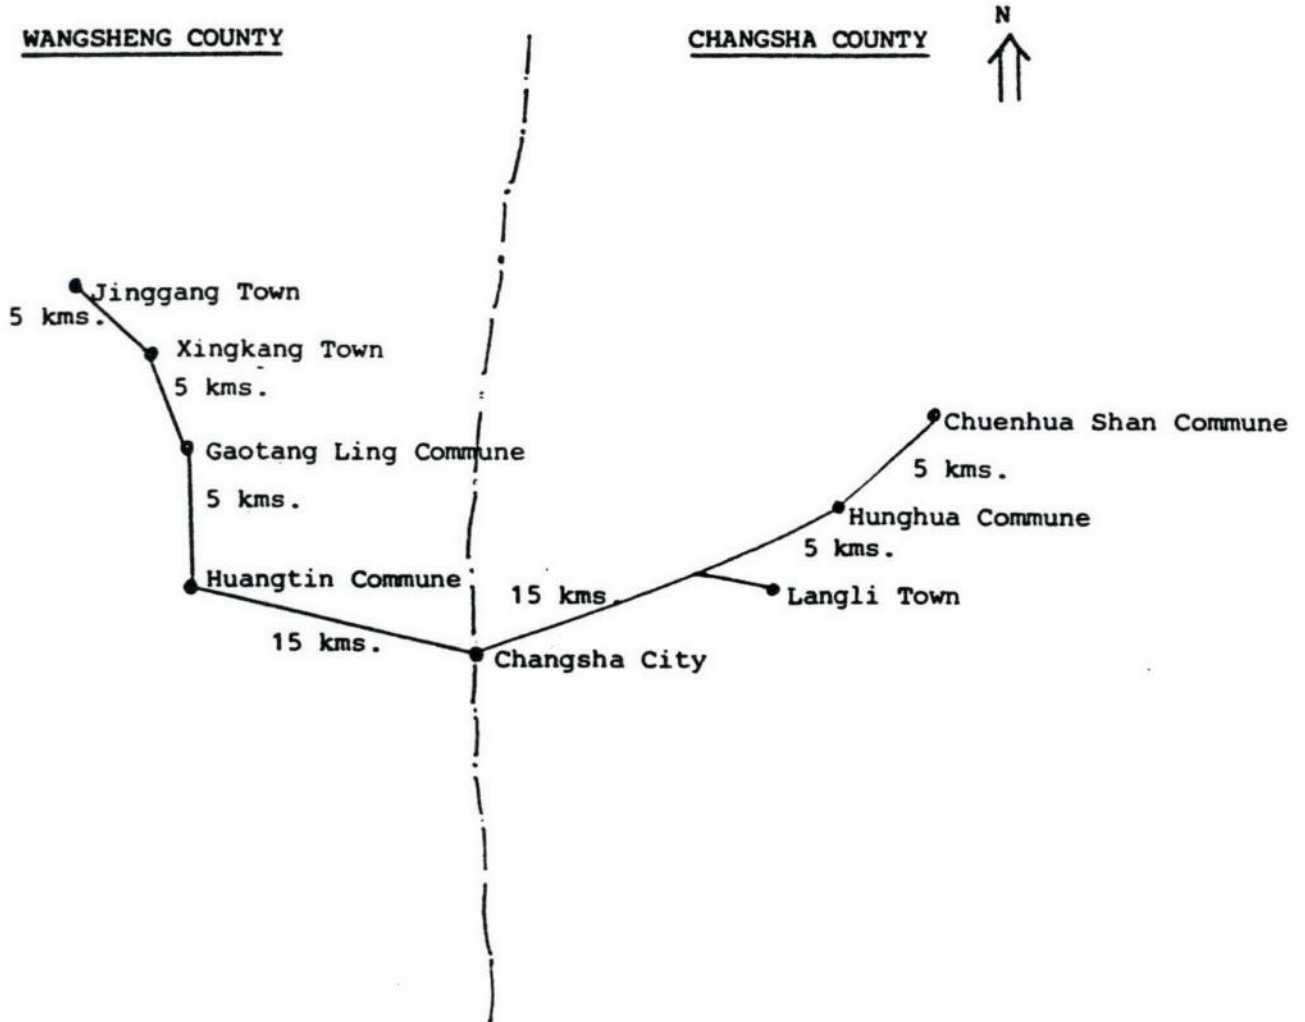 N
WANGSHENG COUNTY
CHANGSHA COUNTY
Jinggang Town
5 kms.
Xingkang Town
5 kms.
Gaotang Ling Commune
5 kms.
Huangtin Commune
15 kms.
Changsha City
15 kms.
Chuenhua Shan Commune
5 kms.
Hunghua Commune
5 kms.
Langli Town